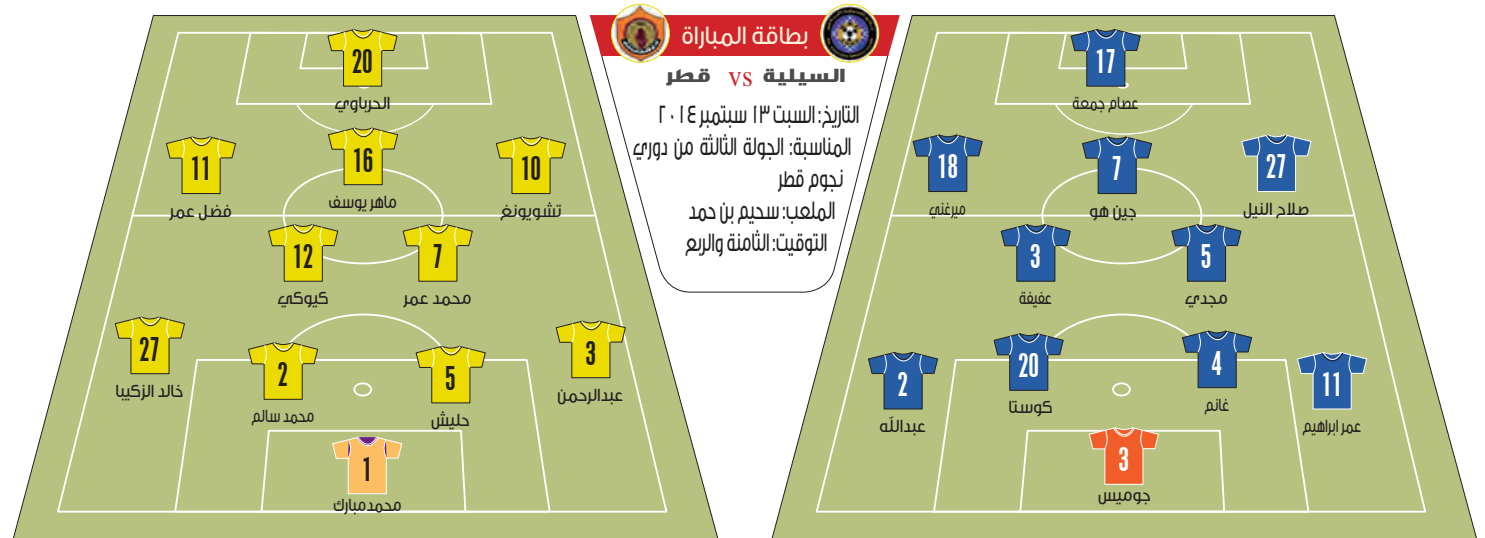 بطاقة المباراة
السيلية vs قطر
التاريخ: السبت ١٣ سبتمبر ٢٠١٤
المناسبة: الجولة الثالثة من دوري
نجوم قطر
الملعب: سحيم بن حمد
التوقيت: الثامنة والربع
17
عصام جمعة
27
صلاح النيل
7
جين هو
18
ميرغني
5
مجدي
3
عفيفة
11
عمر ابراهيم
4
غانم
20
كوستا
2
عبدالله
3
جوميس
20
الحرباوي
10
تشويونغ
16
ماهر يوسف
11
فضل عمر
7
محمد عمر
12
كيوكي
3
عبدالرحمن
5
حليش
2
محمد سالم
27
خالد الزكيبا
1
محمدمبارك